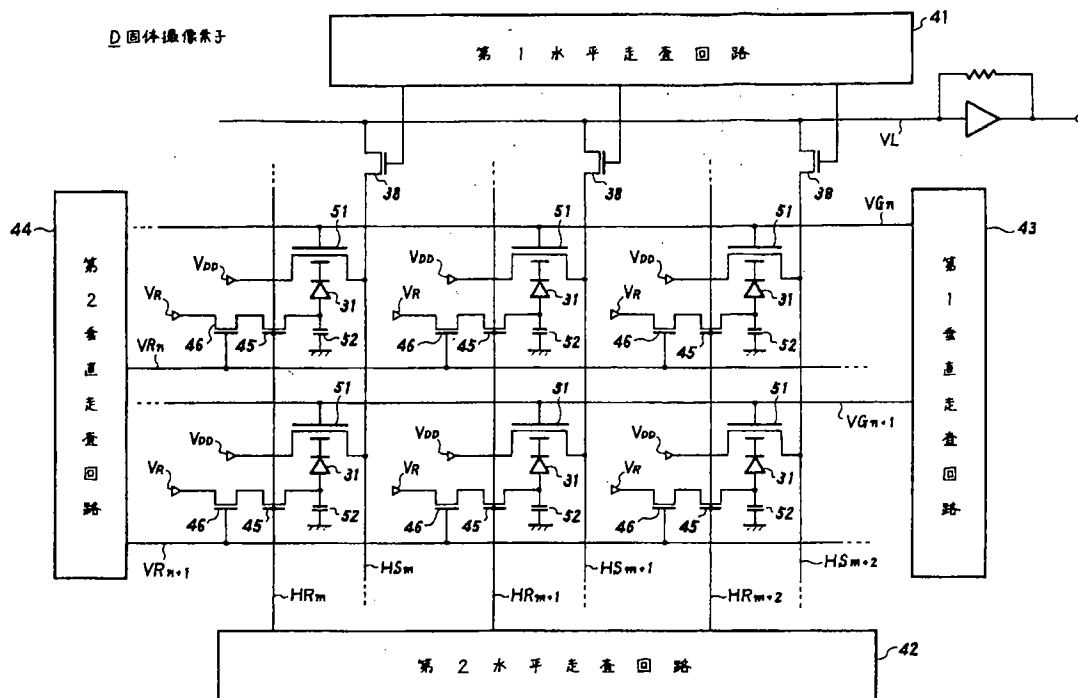 D 固体撮像素子
41
第1水平走査回路
VL
38 38 38
44
第2垂直走査回路
43
第1垂直走査回路
VGn
51 51 51
VDD VDD VDD
31 31 31
VR VR VR
46 45 52 46 45 52 46 45 52
VRn
51 51 51
VGn+1
VDD VDD VDD
31 31 31
VR VR VR
46 45 52 46 45 52 46 45 52
VRn+1
HSm HSm+1 HSm+2
HRm HRm+1 HRm+2
第2水平走査回路
42